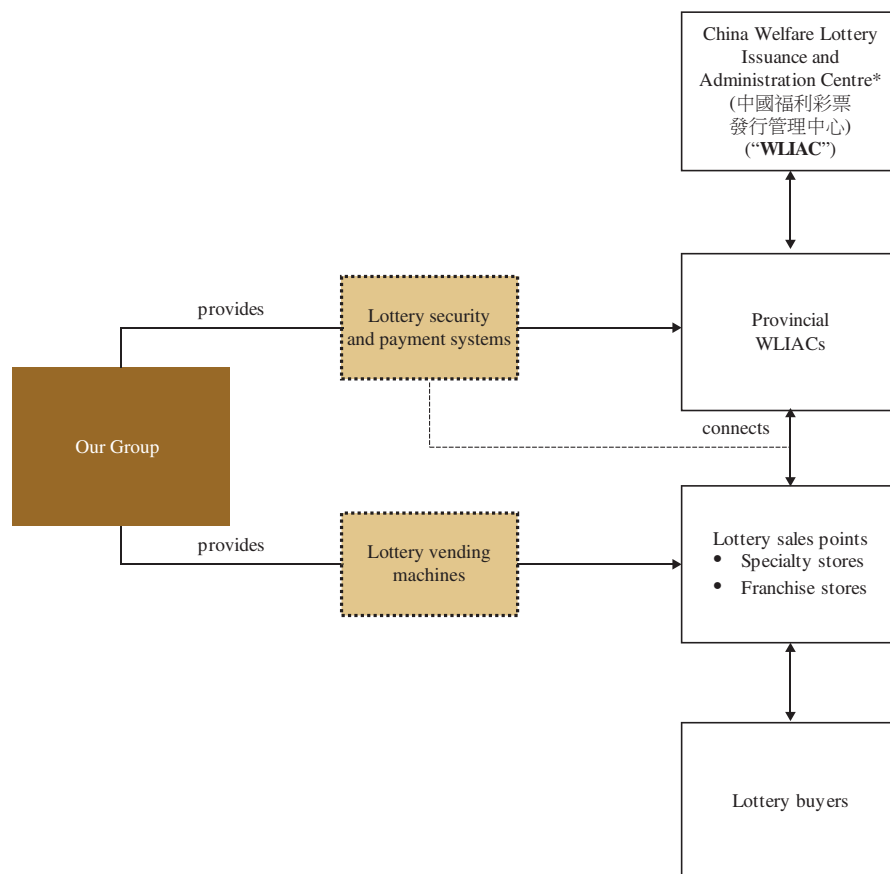 China Welfare Lottery
Issuance and
Administration Centre*
(中國福利彩票
發行管理中心)
(“WLIAC”)
provides
Lottery security
and payment systems
Provincial
WLIACs
Our Group
connects
provides
Lottery vending
machines
Lottery sales points
• Specialty stores
• Franchise stores
Lottery buyers